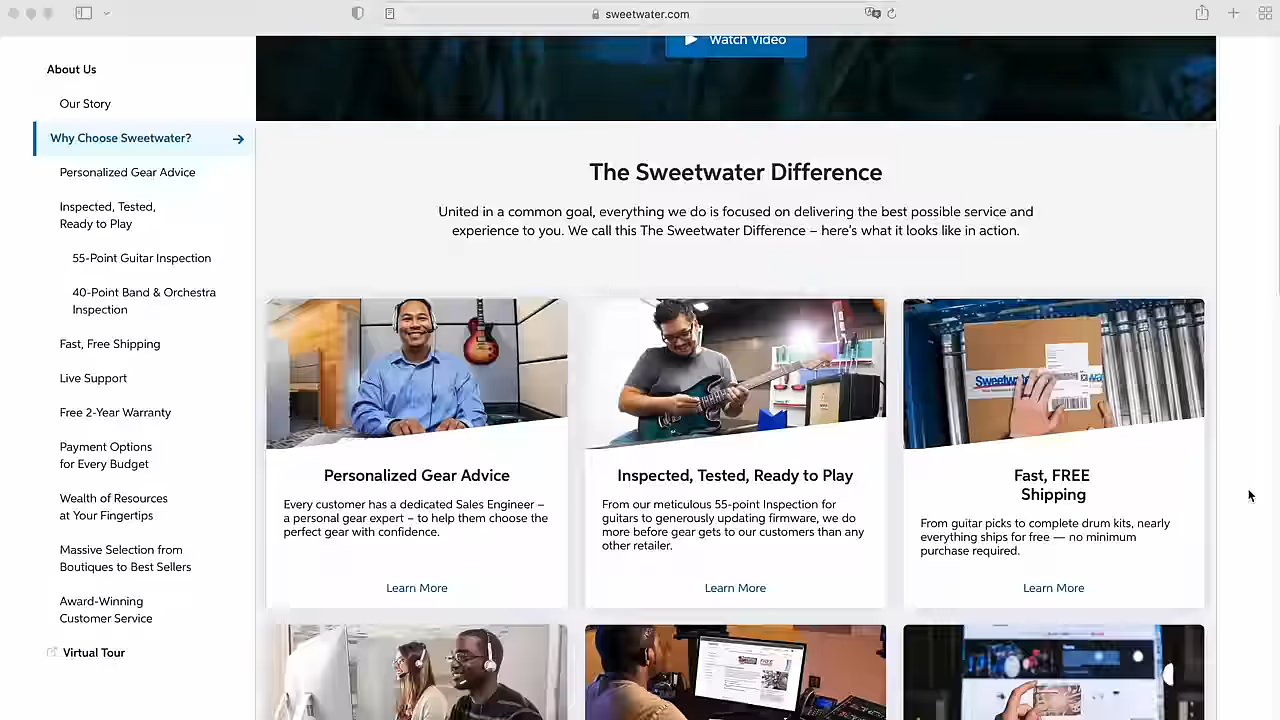 sweetwater.com
Watch Video
About Us
Our Story
Why Choose Sweetwater?
Personalized Gear Advice
Inspected, Tested,
Ready to Play
55-Point Guitar Inspection
40-Point Band & Orchestra
Inspection
Fast, Free Shipping
Live Support
Free 2-Year Warranty
Payment Options
for Every Budget
Wealth of Resources
at Your Fingertips
Massive Selection from
Boutiques to Best Sellers
Award-Winning
Customer Service
Virtual Tour
The Sweetwater Difference
United in a common goal, everything we do is focused on delivering the best possible service and
experience to you. We call this The Sweetwater Difference – here's what it looks like in action.
Personalized Gear Advice
Every customer has a dedicated Sales Engineer –
a personal gear expert – to help them choose the
perfect gear with confidence.
Learn More
Inspected, Tested, Ready to Play
From our meticulous 55-point Inspection for
guitars to generously updating firmware, we do
more before gear gets to our customers than any
other retailer.
Learn More
Fast, FREE
Shipping
From guitar picks to complete drum kits, nearly
everything ships for free — no minimum
purchase required.
Learn More